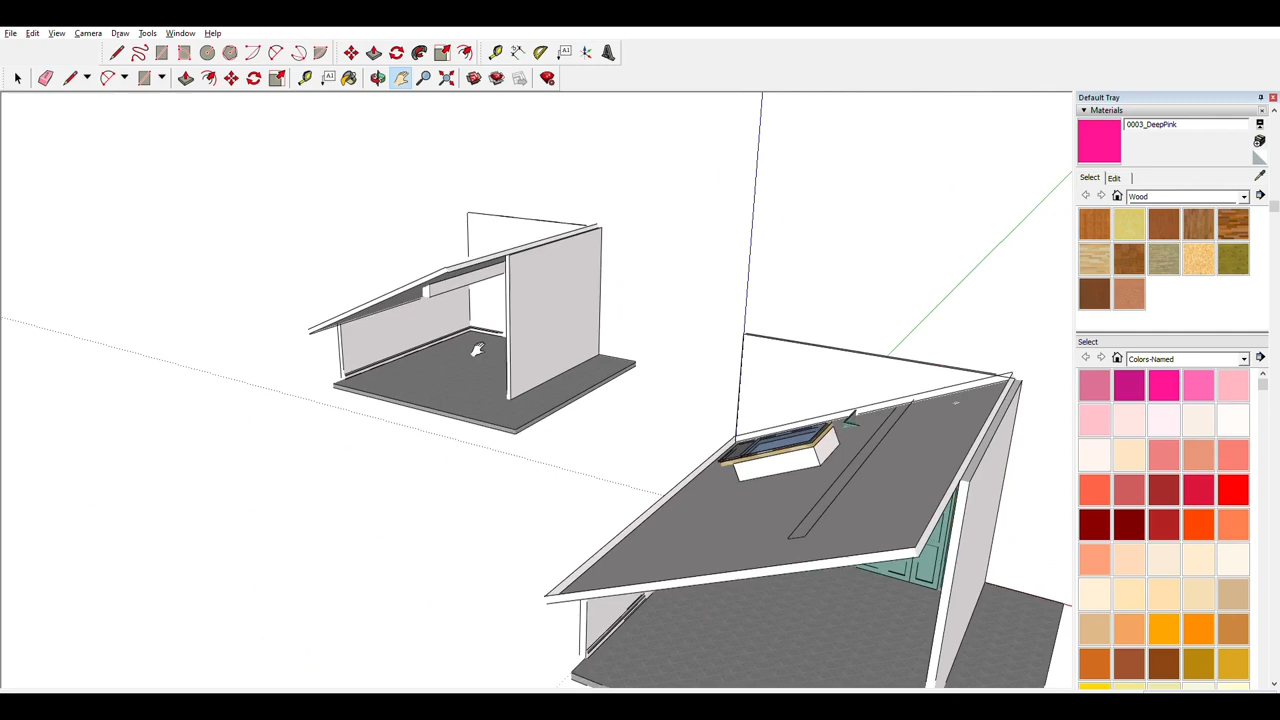 File Edit View Camera Draw Tools Window Help
Default Tray
Materials
0003_DeepPink
Select Edit
Wood
Select
Colors-Named